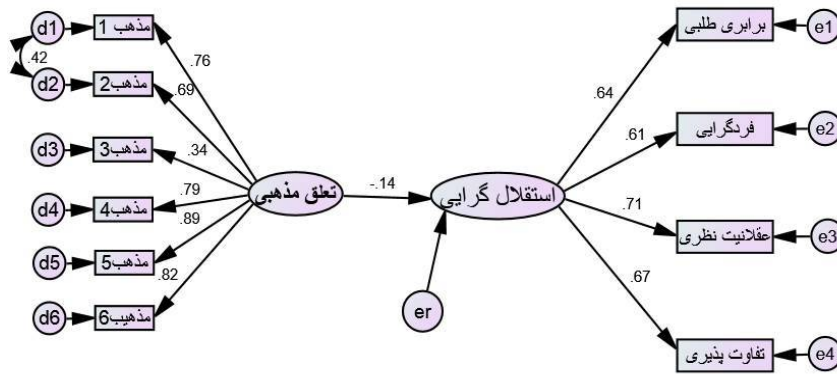 d1
مذهب 1
.42
d2
مذهب2
d3
مذهب3
d4
مذهب4
d5
مذهب5
d6
مذهیب6
.76
.69
.34
.79
.89
.82
تعلق مذهبی
-.14
استقلال گرایی
er
.64
.61
.71
.67
برابری طلبی
e1
فردگرایی
e2
عقلانیت نظری
e3
تفاوت پذیری
e4